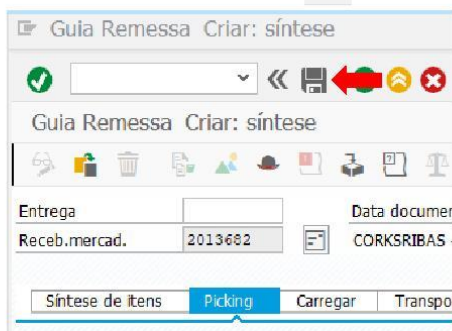 Guia Remessa Criar: síntese
Guia Remessa Criar: síntese
Entrega Data documen
Receb.mercad. 2013682 CORKSRIBAS -
Síntese de itens Picking Carregar Transpo